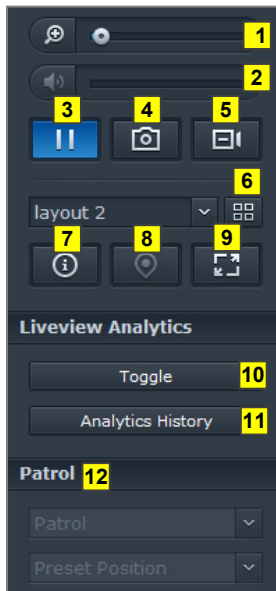 1
2
3 4 5
6
layout 2
7 8 9
Liveview Analytics
Toggle 10
Analytics History 11
Patrol 12
Patrol
Preset Position